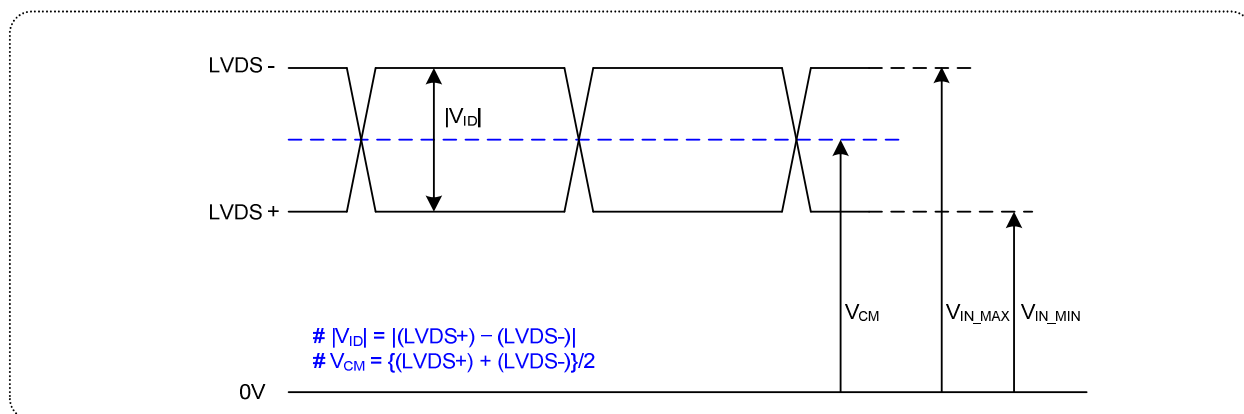 LVDS -
|VID|
LVDS +
VCM
VIN_MAX
VIN_MIN
# |VID| = |(LVDS+) – (LVDS-)|
# VCM = {(LVDS+) + (LVDS-)}/2
0V